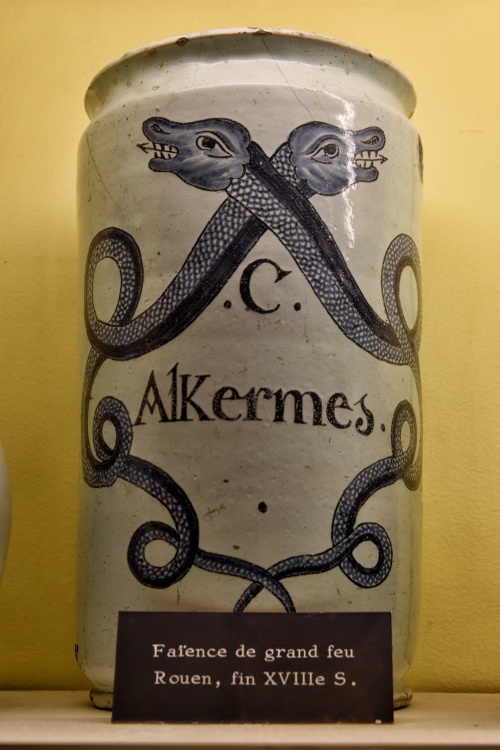 .C.
AlKermes.
Faïence de grand feu
Rouen, fin XVIIIe S.